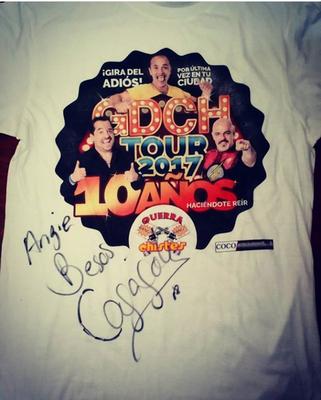 ¡GIRA DEL
ADIÓS!
POR ÚLTIMA
VEZ EN TU
CIUDAD
GDCH
TOUR
2017
10 AÑOS
HACIÉNDOTE REÍR
GUERRA
DE
chistes
COCO
Angie
Besos